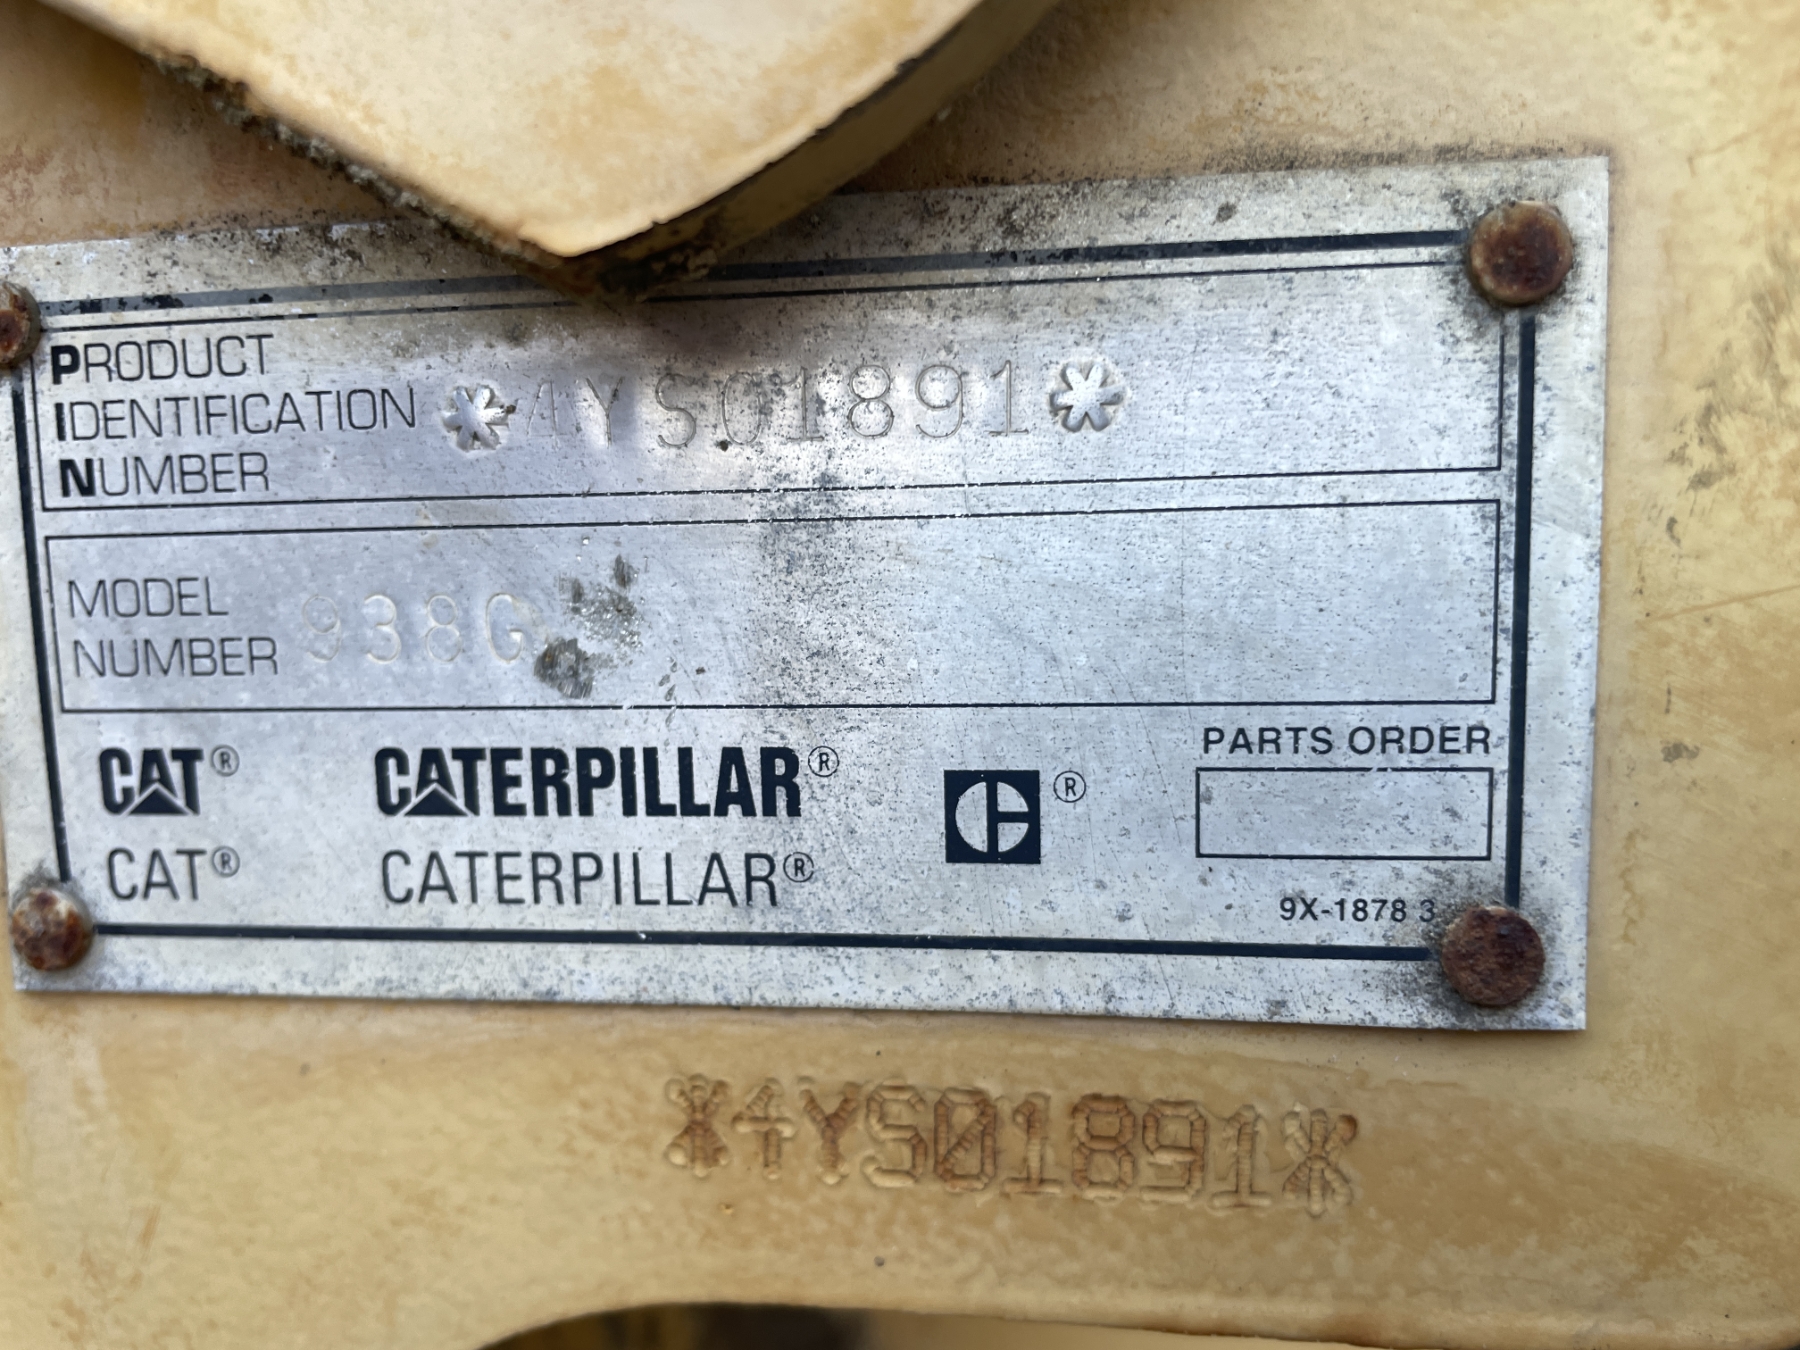 PRODUCT
IDENTIFICATION
NUMBER
*4YS01891*
MODEL
NUMBER
938G
CAT® CATERPILLAR® ®
CAT® CATERPILLAR®
PARTS ORDER
9X-1878 3
*4YS01891*